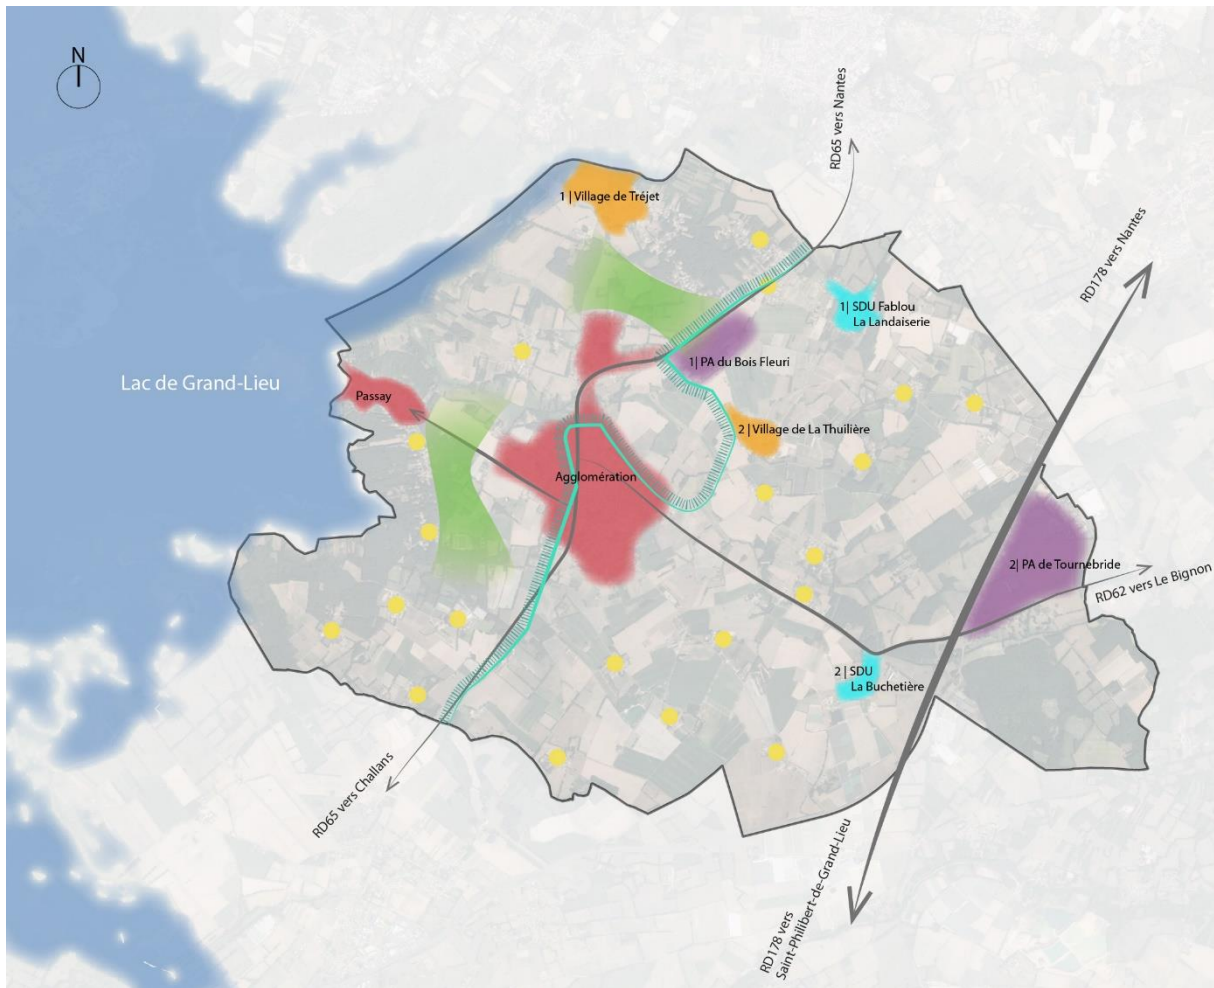 N
RD65 vers Nantes
1 | Village de Tréjet
RD178 vers Nantes
1| SDU Fablou
La Landaiserie
1| PA du Bois Fleuri
Lac de Grand-Lieu
Passay
2 | Village de La Thuilière
Agglomération
2| PA de Tournebride
RD62 vers Le Bignon
2 | SDU
La Buchetière
RD65 vers Challans
RD178 vers
Saint-Philibert-de-Grand-Lieu